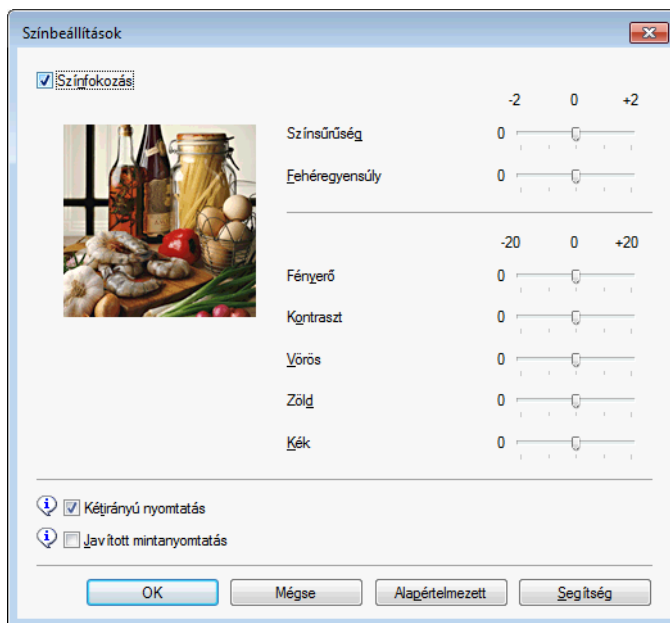 Színbeállítások
Színfokozás
-2 0 +2
Színsűrűség 0
Fehéregyensúly 0
-20 0 +20
Fényerő 0
Kontraszt 0
Vörös 0
Zöld 0
Kék 0
Kétirányú nyomtatás
Javított mintanyomtatás
OK Mégse Alapértelmezett Segítség